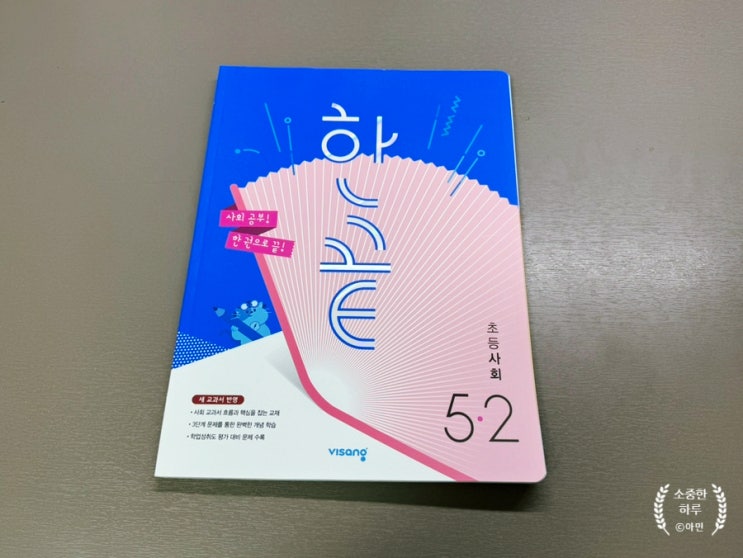 한끝
사회 공부!
한 권으로 끝!
초등사회
5·2
새 교과서 반영
• 사회 교과서 흐름과 핵심을 잡는 교재
• 3단계 문제를 통한 완벽한 개념 학습
• 학업성취도 평가 대비 문제 수록
visang
소중한
하루
©아민